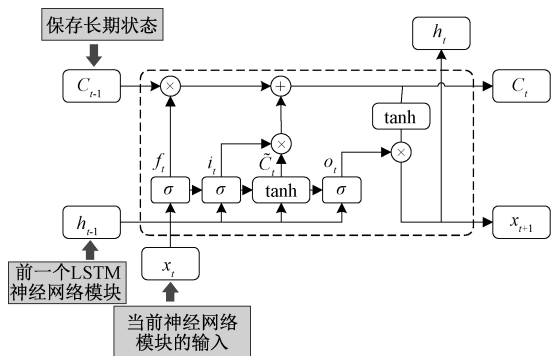 保存长期状态
h_t
C_{t-1}
×
+
C_t
tanh
f_t
i_t
×
C̃_t
o_t
×
σ
σ
tanh
σ
h_{t-1}
x_{t+1}
前一个LSTM
神经网络模块
x_t
当前神经网络
模块的输入